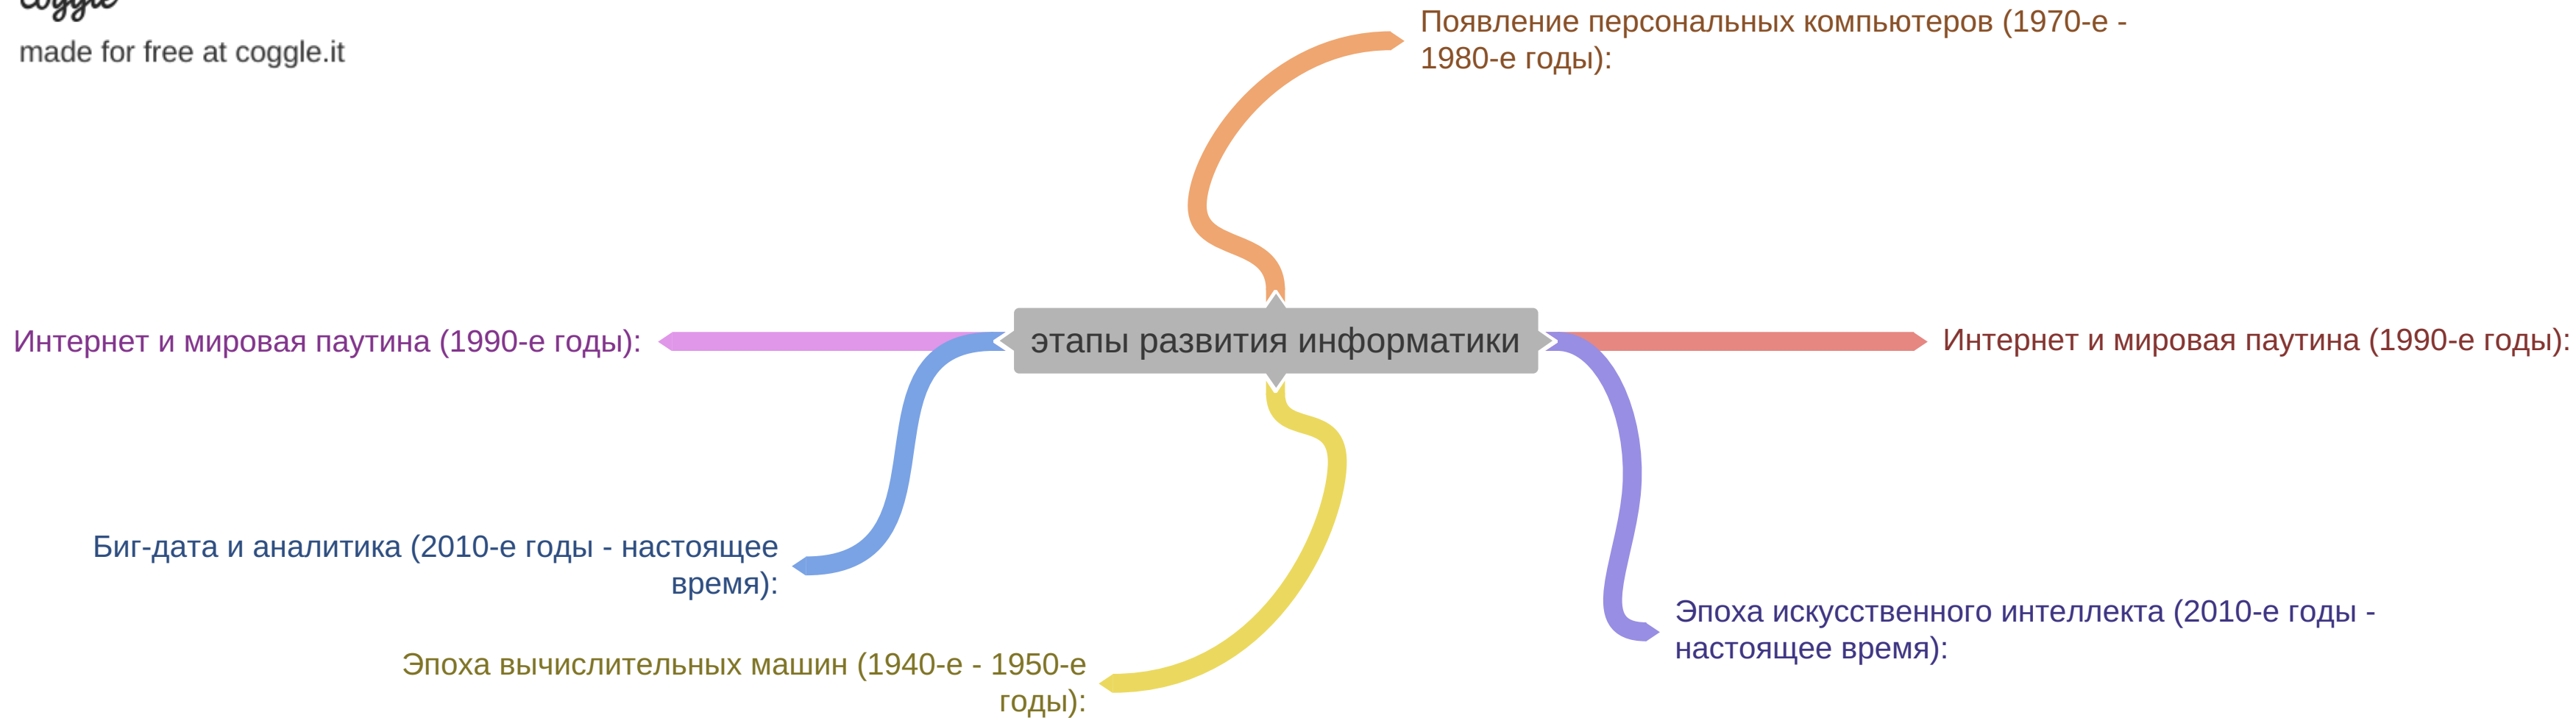 coggle
made for free at coggle.it
Появление персональных компьютеров (1970-е -
1980-е годы):
Интернет и мировая паутина (1990-е годы):
этапы развития информатики
Интернет и мировая паутина (1990-е годы):
Биг-дата и аналитика (2010-е годы - настоящее
время):
Эпоха искусственного интеллекта (2010-е годы -
настоящее время):
Эпоха вычислительных машин (1940-е - 1950-е
годы):